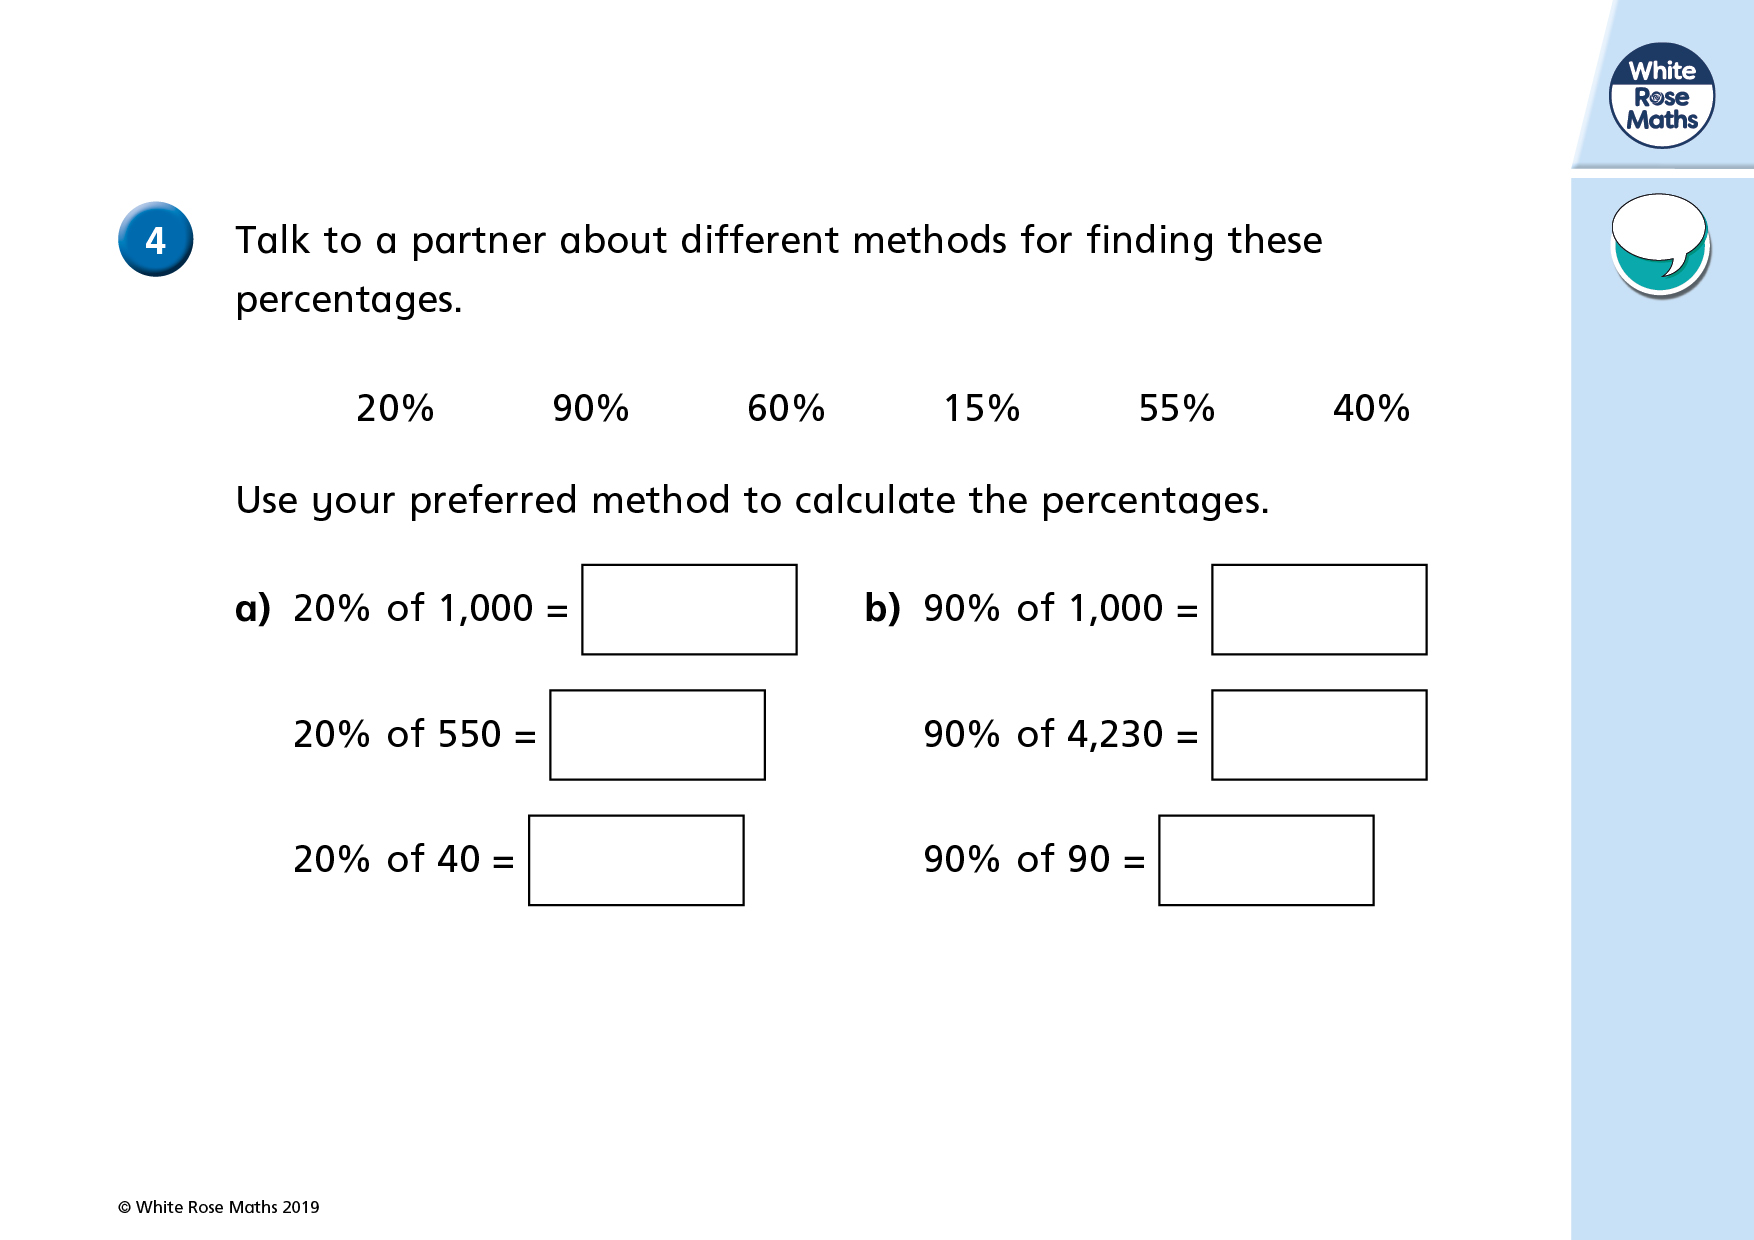 White
Rose
Maths
4 Talk to a partner about different methods for finding these
percentages.
20% 90% 60% 15% 55% 40%
Use your preferred method to calculate the percentages.
a) 20% of 1,000 = b) 90% of 1,000 =
20% of 550 = 90% of 4,230 =
20% of 40 = 90% of 90 =
© White Rose Maths 2019